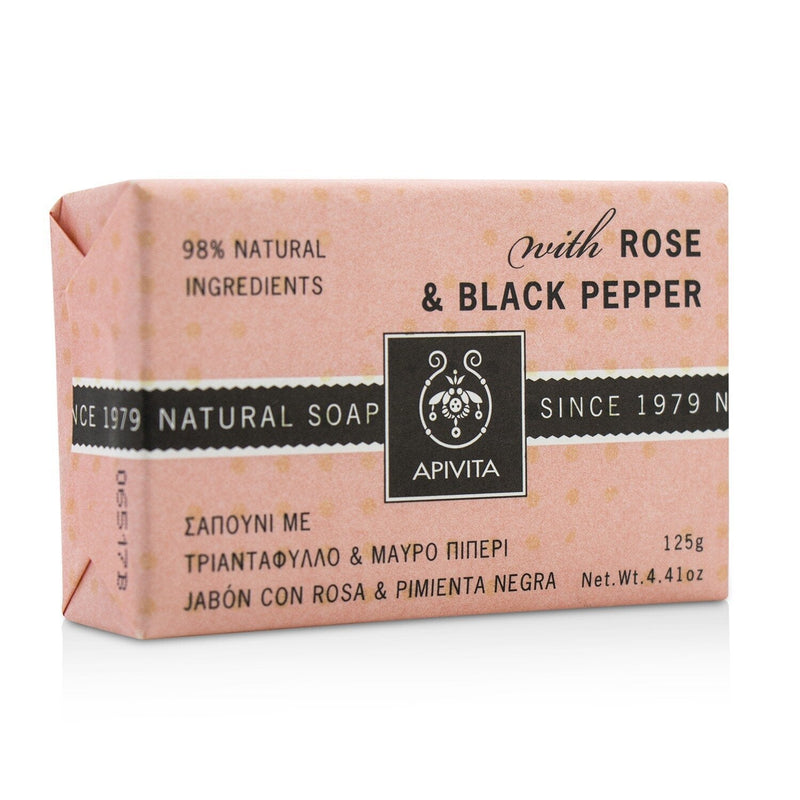 98% NATURAL
INGREDIENTS
with ROSE
& BLACK PEPPER
NCE 1979 NATURAL SOAP
SINCE 1979 N
APIVITA
06517B
ΣΑΠΟΥΝΙ ΜΕ
ΤΡΙΑΝΤΑΦΥΛΛΟ & ΜΑΥΡΟ ΠΙΠΕΡΙ
JABÓN CON ROSA & PIMIENTA NEGRA
125g
Net.Wt.4.41oz